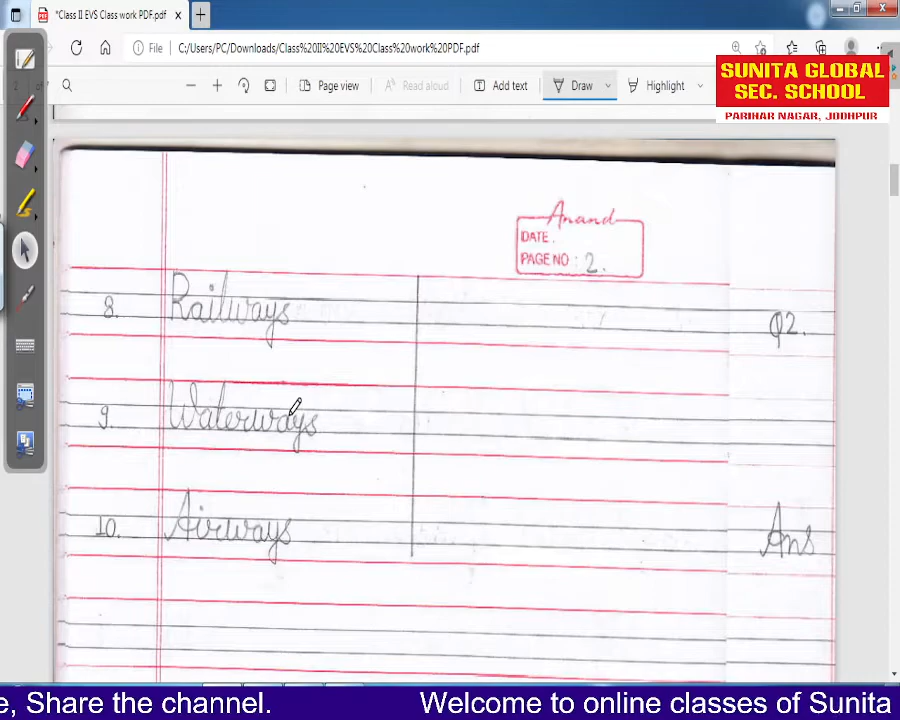 *Class II EVS Class work PDF.pdf
File C:/Users/PC/Downloads/Class%20II%20EVS%20Class%20work%20PDF.pdf
2
Page view Read aloud Add text Draw Highlight
SUNITA GLOBAL
SEC. SCHOOL
PARIHAR NAGAR, JODHPUR
Anand
DATE.
PAGE NO : 2.
8. Railways
Q2.
9. Waterways
10. Airways
Ans
e, Share the channel. Welcome to online classes of Sunita